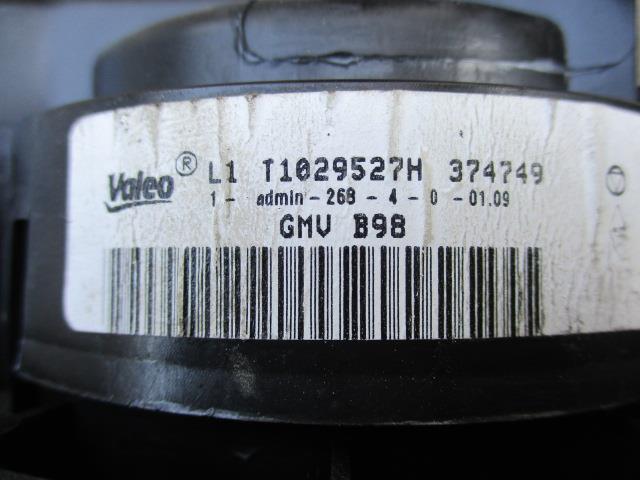 Valeo® L1 T1029527H 374749
1- admin-268-4-0-01.09
GMV B98